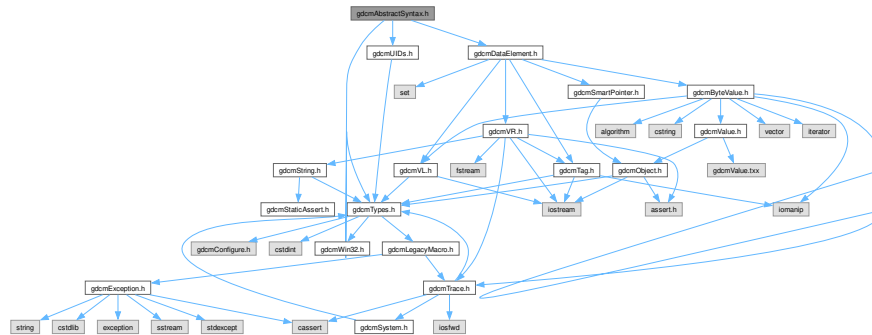 gdcmAbstractSyntax.h
gdcmUIDs.h
gdcmDataElement.h
set
gdcmSmartPointer.h
gdcmByteValue.h
gdcmVR.h
algorithm
cstring
gdcmValue.h
vector
iterator
gdcmString.h
gdcmVL.h
fstream
gdcmTag.h
gdcmObject.h
gdcmValue.txx
gdcmStaticAssert.h
gdcmTypes.h
iostream
assert.h
iomanip
gdcmConfigure.h
cstdint
gdcmWin32.h
gdcmLegacyMacro.h
gdcmException.h
gdcmTrace.h
string
cstdlib
exception
sstream
stdexcept
cassert
gdcmSystem.h
iosfwd